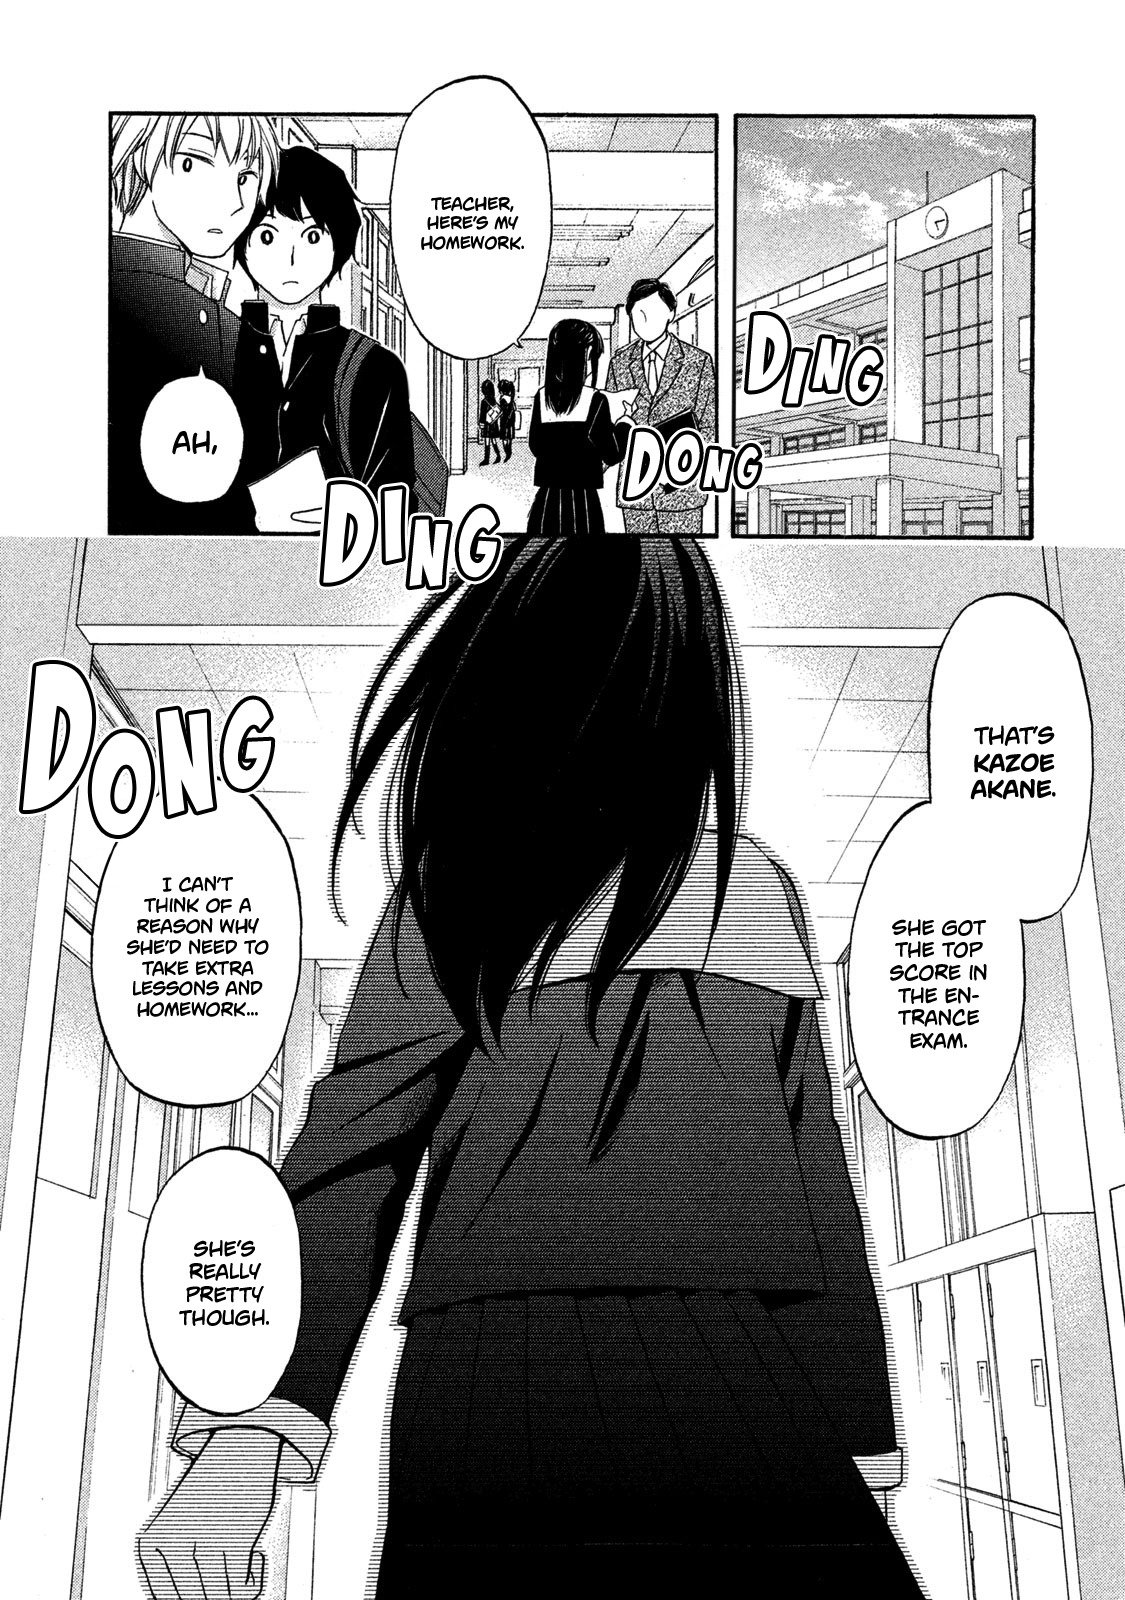 DING
DONG
TEACHER,
HERE'S MY
HOMEWORK.
AH,
DING
DONG
THAT'S
KAZOE
AKANE.
SHE GOT
THE TOP
SCORE IN
THE EN-
TRANCE
EXAM.
I CAN'T
THINK OF A
REASON WHY
SHE'D NEED TO
TAKE EXTRA
LESSONS AND
HOMEWORK...
SHE'S
REALLY
PRETTY
THOUGH.